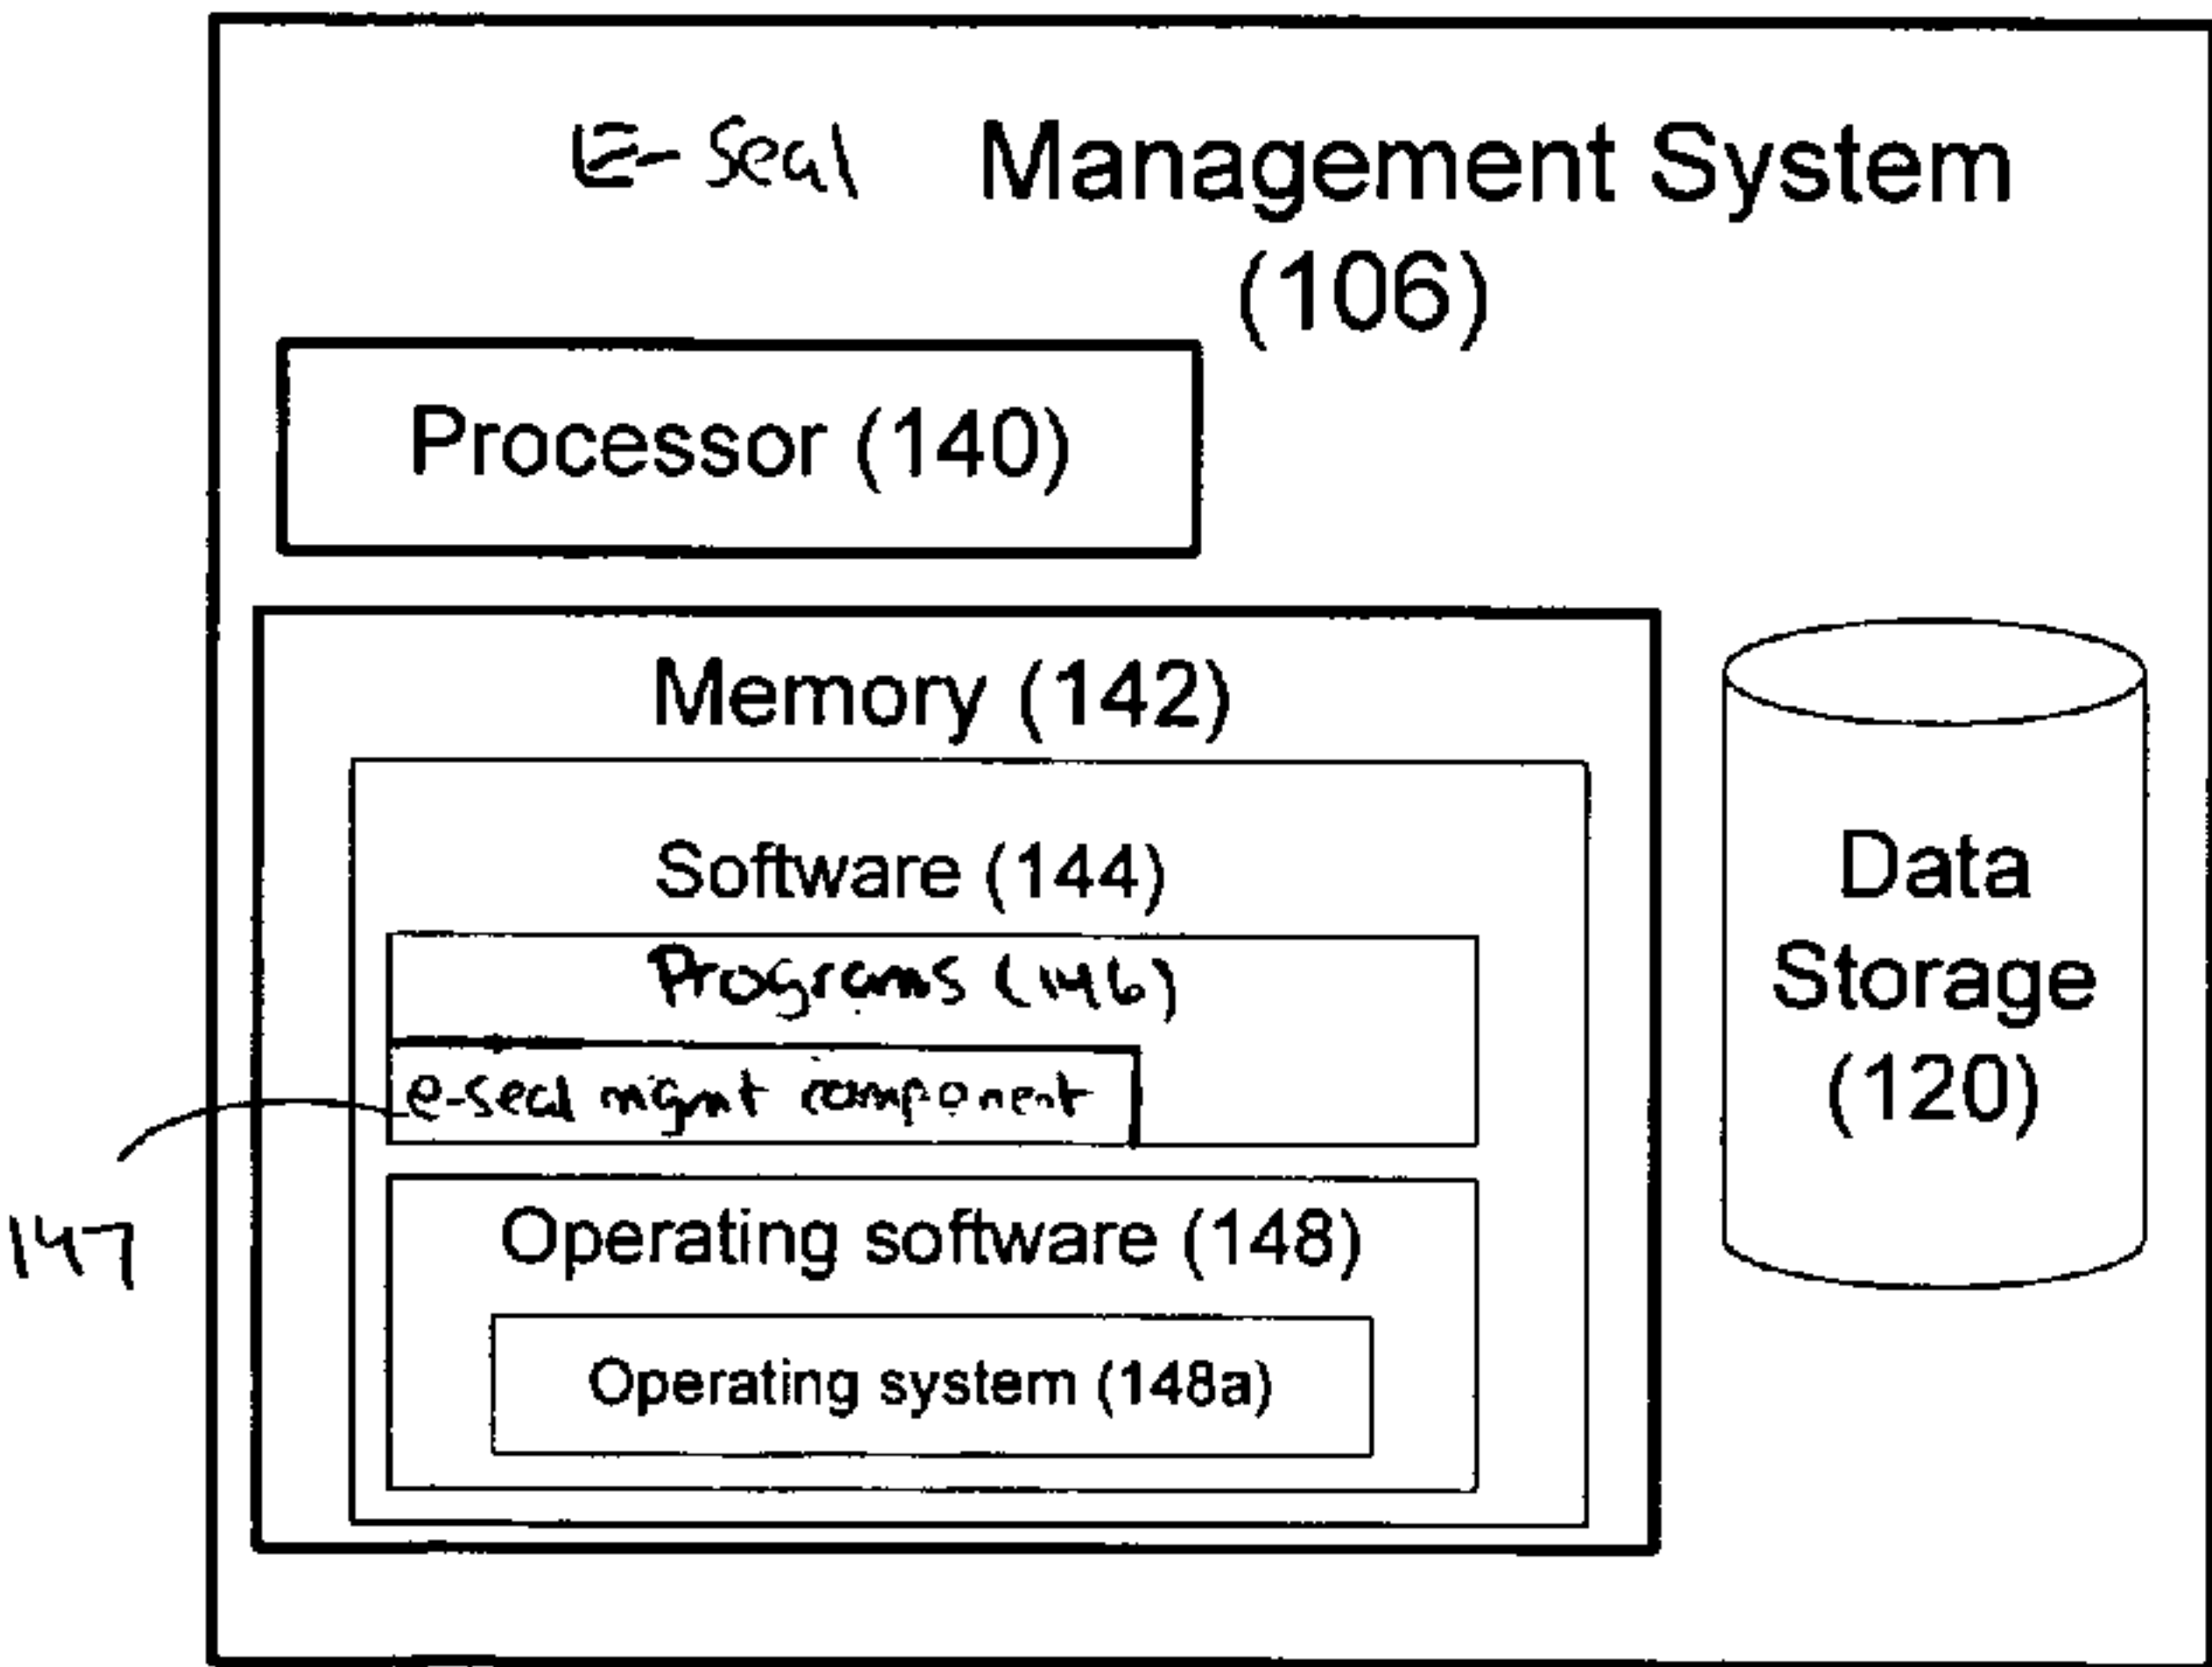 E-Seal Management System
(106)
Processor (140)
Memory (142)
Software (144)
Programs (146)
e-seal mgmt component
147
Operating software (148)
Operating system (148a)
Data
Storage
(120)